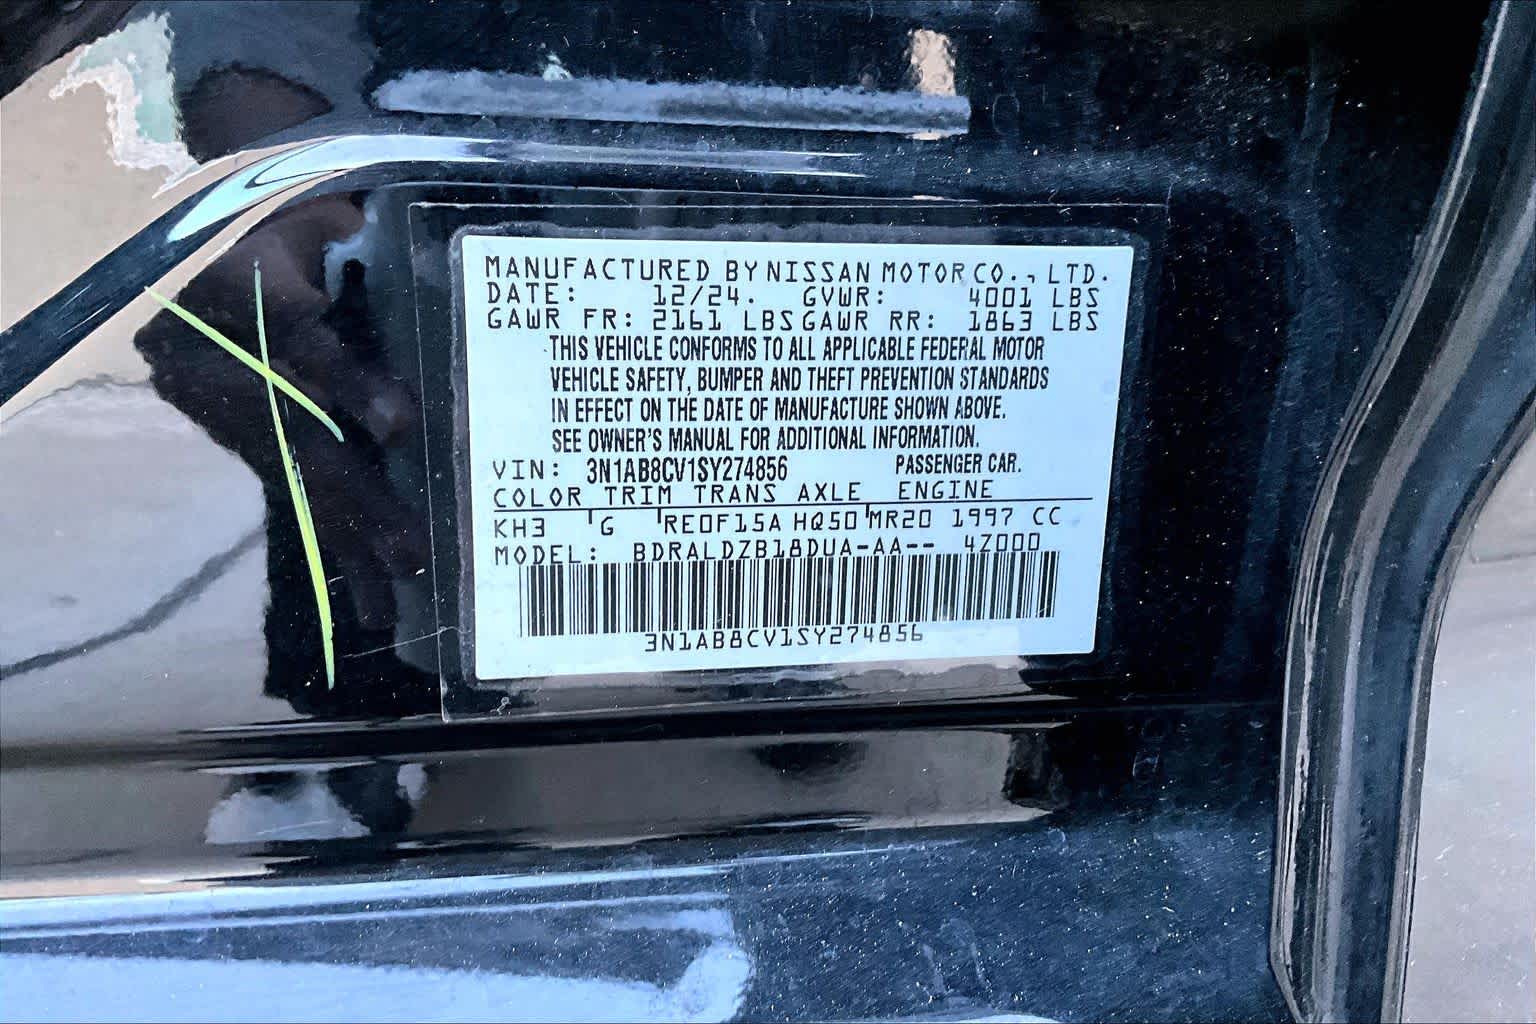 MANUFACTURED BY NISSAN MOTOR CO., LTD.
DATE: 12/24. GVWR: 4001 LBS
GAWR FR: 2161 LBS GAWR RR: 1863 LBS
THIS VEHICLE CONFORMS TO ALL APPLICABLE FEDERAL MOTOR
VEHICLE SAFETY, BUMPER AND THEFT PREVENTION STANDARDS
IN EFFECT ON THE DATE OF MANUFACTURE SHOWN ABOVE.
SEE OWNER'S MANUAL FOR ADDITIONAL INFORMATION.
VIN: 3N1AB8CV1SY274856 PASSENGER CAR.
COLOR TRIM TRANS AXLE ENGINE
KH3 G RE0F15A HQ50 MR20 1997 CC
MODEL: BDRALDZB18DUA-AA-- 4Z000
3N1AB8CV1SY274856